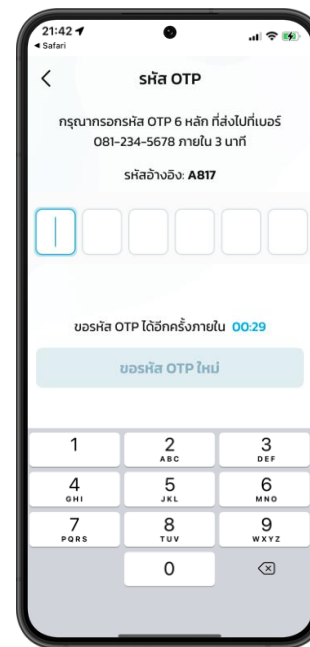 21:42
◀ Safari
รหัส OTP
กรุณากรอกรหัส OTP 6 หลัก ที่ส่งไปที่เบอร์
081-234-5678 ภายใน 3 นาที
รหัสอ้างอิง: A817
ขอรหัส OTP ได้อีกครั้งภายใน 00:29
ขอรหัส OTP ใหม่
1 2 3
ABC DEF
4 5 6
GHI JKL MNO
7 8 9
PQRS TUV WXYZ
0